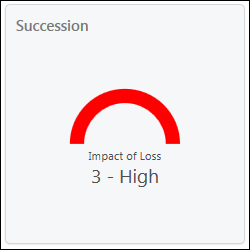 Succession
Impact of Loss
3 - High